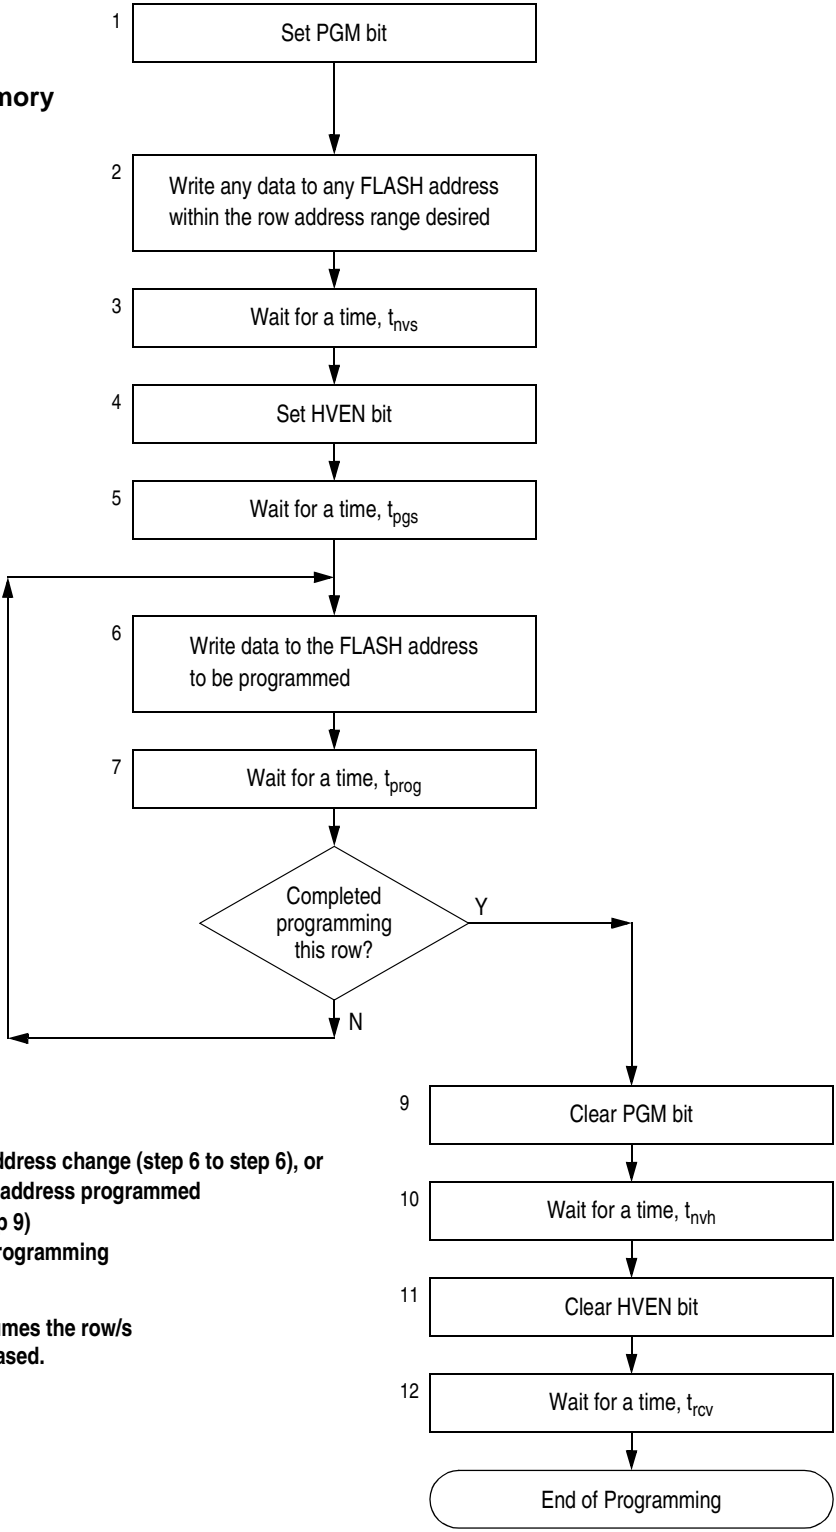 1
Set PGM bit
mory
2
Write any data to any FLASH address
within the row address range desired
3
Wait for a time, tnvs
4
Set HVEN bit
5
Wait for a time, tpgs
6
Write data to the FLASH address
to be programmed
7
Wait for a time, tprog
Completed
programming
this row?
Y
N
9
Clear PGM bit
ddress change (step 6 to step 6), or
address programmed
p 9)
rogramming
10
Wait for a time, tnvh
11
Clear HVEN bit
umes the row/s
ased.
12
Wait for a time, trcv
End of Programming